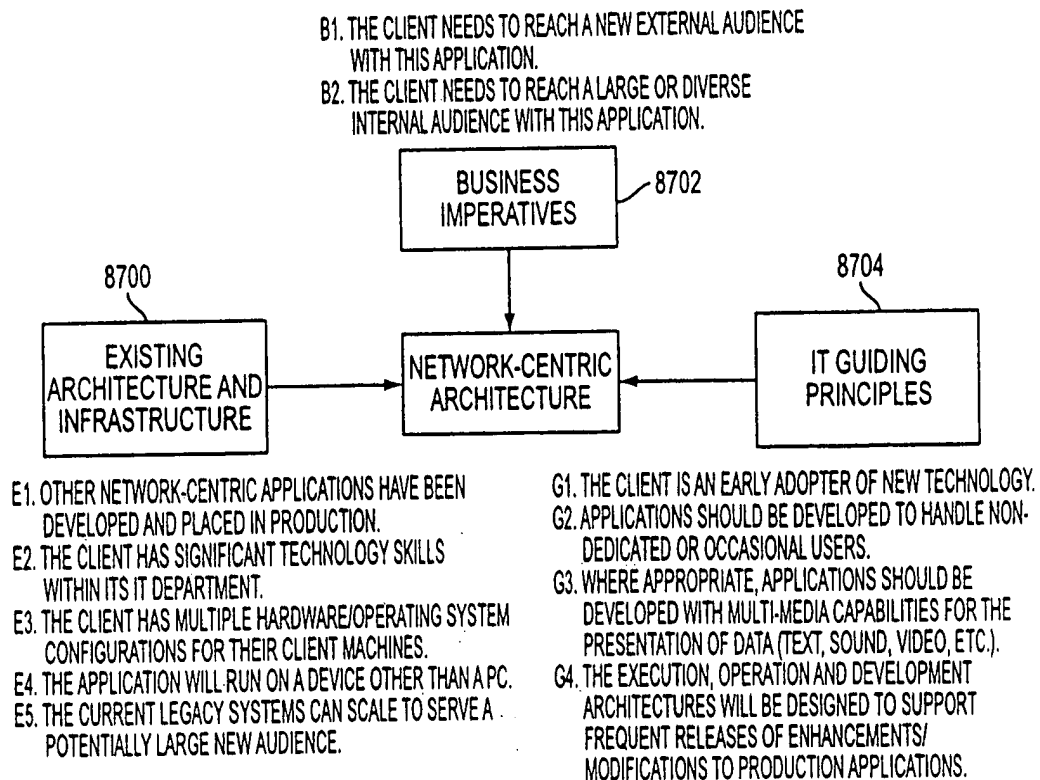 B1. THE CLIENT NEEDS TO REACH A NEW EXTERNAL AUDIENCE
WITH THIS APPLICATION.
B2. THE CLIENT NEEDS TO REACH A LARGE OR DIVERSE
INTERNAL AUDIENCE WITH THIS APPLICATION.
BUSINESS
IMPERATIVES
8702
8700
8704
EXISTING
ARCHITECTURE AND
INFRASTRUCTURE
NETWORK-CENTRIC
ARCHITECTURE
IT GUIDING
PRINCIPLES
E1. OTHER NETWORK-CENTRIC APPLICATIONS HAVE BEEN
DEVELOPED AND PLACED IN PRODUCTION.
E2. THE CLIENT HAS SIGNIFICANT TECHNOLOGY SKILLS
WITHIN ITS IT DEPARTMENT.
E3. THE CLIENT HAS MULTIPLE HARDWARE/OPERATING SYSTEM
CONFIGURATIONS FOR THEIR CLIENT MACHINES.
E4. THE APPLICATION WILL RUN ON A DEVICE OTHER THAN A PC.
E5. THE CURRENT LEGACY SYSTEMS CAN SCALE TO SERVE A
POTENTIALLY LARGE NEW AUDIENCE.
G1. THE CLIENT IS AN EARLY ADOPTER OF NEW TECHNOLOGY.
G2. APPLICATIONS SHOULD BE DEVELOPED TO HANDLE NON-
DEDICATED OR OCCASIONAL USERS.
G3. WHERE APPROPRIATE, APPLICATIONS SHOULD BE
DEVELOPED WITH MULTI-MEDIA CAPABILITIES FOR THE
PRESENTATION OF DATA (TEXT, SOUND, VIDEO, ETC.).
G4. THE EXECUTION, OPERATION AND DEVELOPMENT
ARCHITECTURES WILL BE DESIGNED TO SUPPORT
FREQUENT RELEASES OF ENHANCEMENTS/
MODIFICATIONS TO PRODUCTION APPLICATIONS.